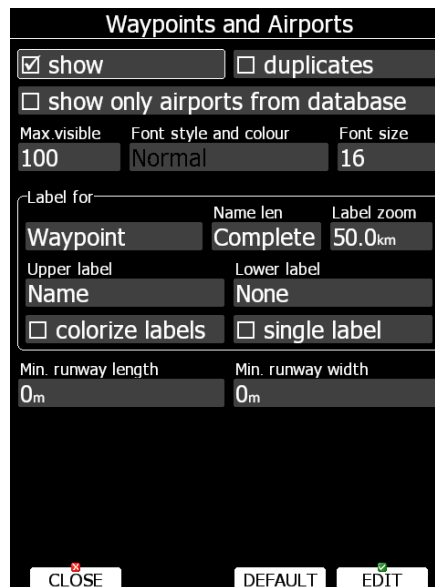 Waypoints and Airports
show duplicates
show only airports from database
Max.visible Font style and colour Font size
100 Normal 16
Label for
Name len Label zoom
Waypoint Complete 50.0km
Upper label Lower label
Name None
colorize labels single label
Min. runway length Min. runway width
0m 0m
CLOSE DEFAULT EDIT